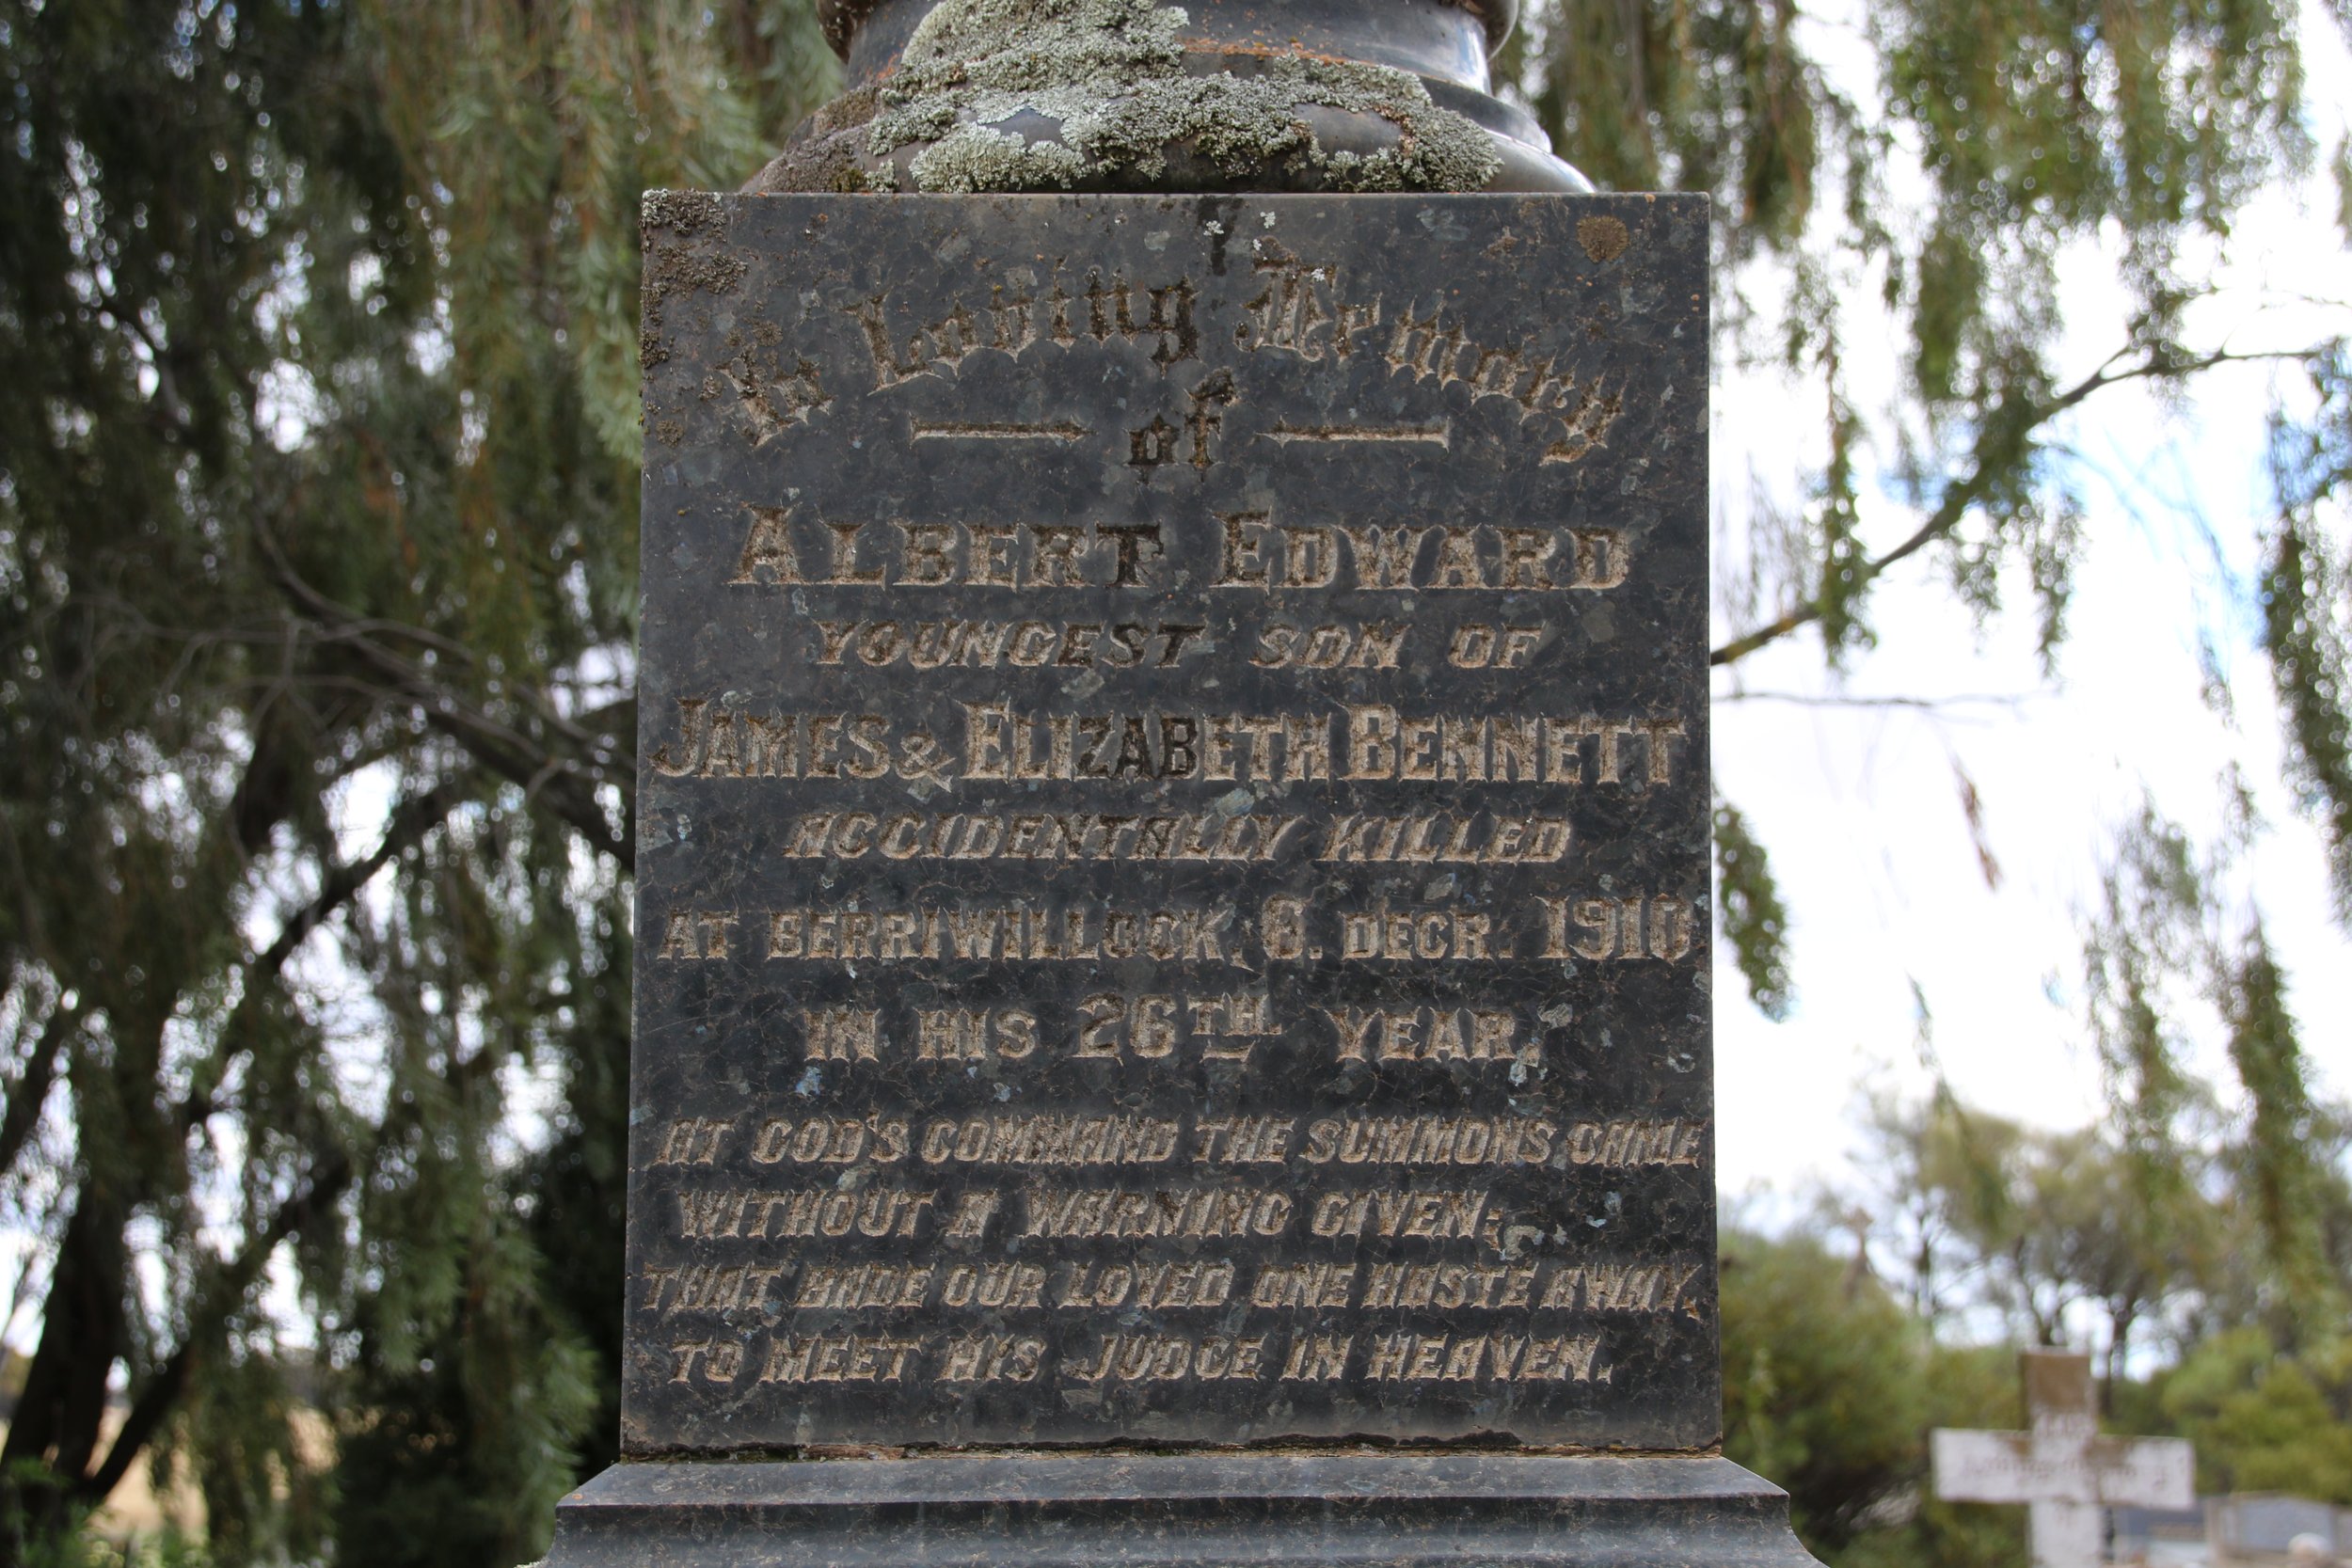 In Loving Memory
of
ALBERT EDWARD
YOUNGEST SON OF
JAMES & ELIZABETH BENNETT
ACCIDENTALLY KILLED
AT BERRIWILLOCK, 6. DECR. 1910
IN HIS 26TH. YEAR.
AT GOD'S COMMAND THE SUMMONS CAME
WITHOUT A WARNING GIVEN;
THAT BADE OUR LOVED ONE HASTE AWAY,
TO MEET HIS JUDGE IN HEAVEN.